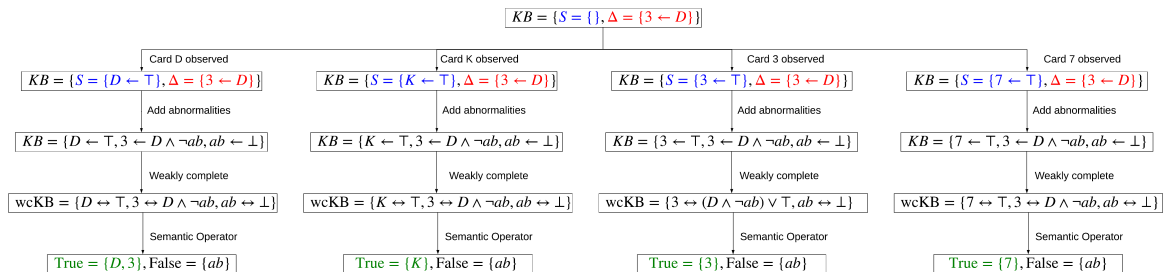 KB = {S = {}, Δ = {3 ← D}}
Card D observed Card K observed Card 3 observed Card 7 observed
KB = {S = {D ← ⊤}, Δ = {3 ← D}} KB = {S = {K ← ⊤}, Δ = {3 ← D}} KB = {S = {3 ← ⊤}, Δ = {3 ← D}} KB = {S = {7 ← ⊤}, Δ = {3 ← D}}
Add abnormalities Add abnormalities Add abnormalities Add abnormalities
KB = {D ← ⊤, 3 ← D ∧ ¬ab, ab ← ⊥} KB = {K ← ⊤, 3 ← D ∧ ¬ab, ab ← ⊥} KB = {3 ← ⊤, 3 ← D ∧ ¬ab, ab ← ⊥} KB = {7 ← ⊤, 3 ← D ∧ ¬ab, ab ← ⊥}
Weakly complete Weakly complete Weakly complete Weakly complete
wcKB = {D ↔ ⊤, 3 ↔ D ∧ ¬ab, ab ↔ ⊥} wcKB = {K ↔ ⊤, 3 ↔ D ∧ ¬ab, ab ↔ ⊥} wcKB = {3 ↔ (D ∧ ¬ab) ∨ ⊤, ab ↔ ⊥ } wcKB = {7 ↔ ⊤, 3 ↔ D ∧ ¬ab, ab ↔ ⊥}
Semantic Operator Semantic Operator Semantic Operator Semantic Operator
True = {D, 3}, False = {ab} True = {K}, False = {ab} True = {3}, False = {ab} True = {7}, False = {ab}